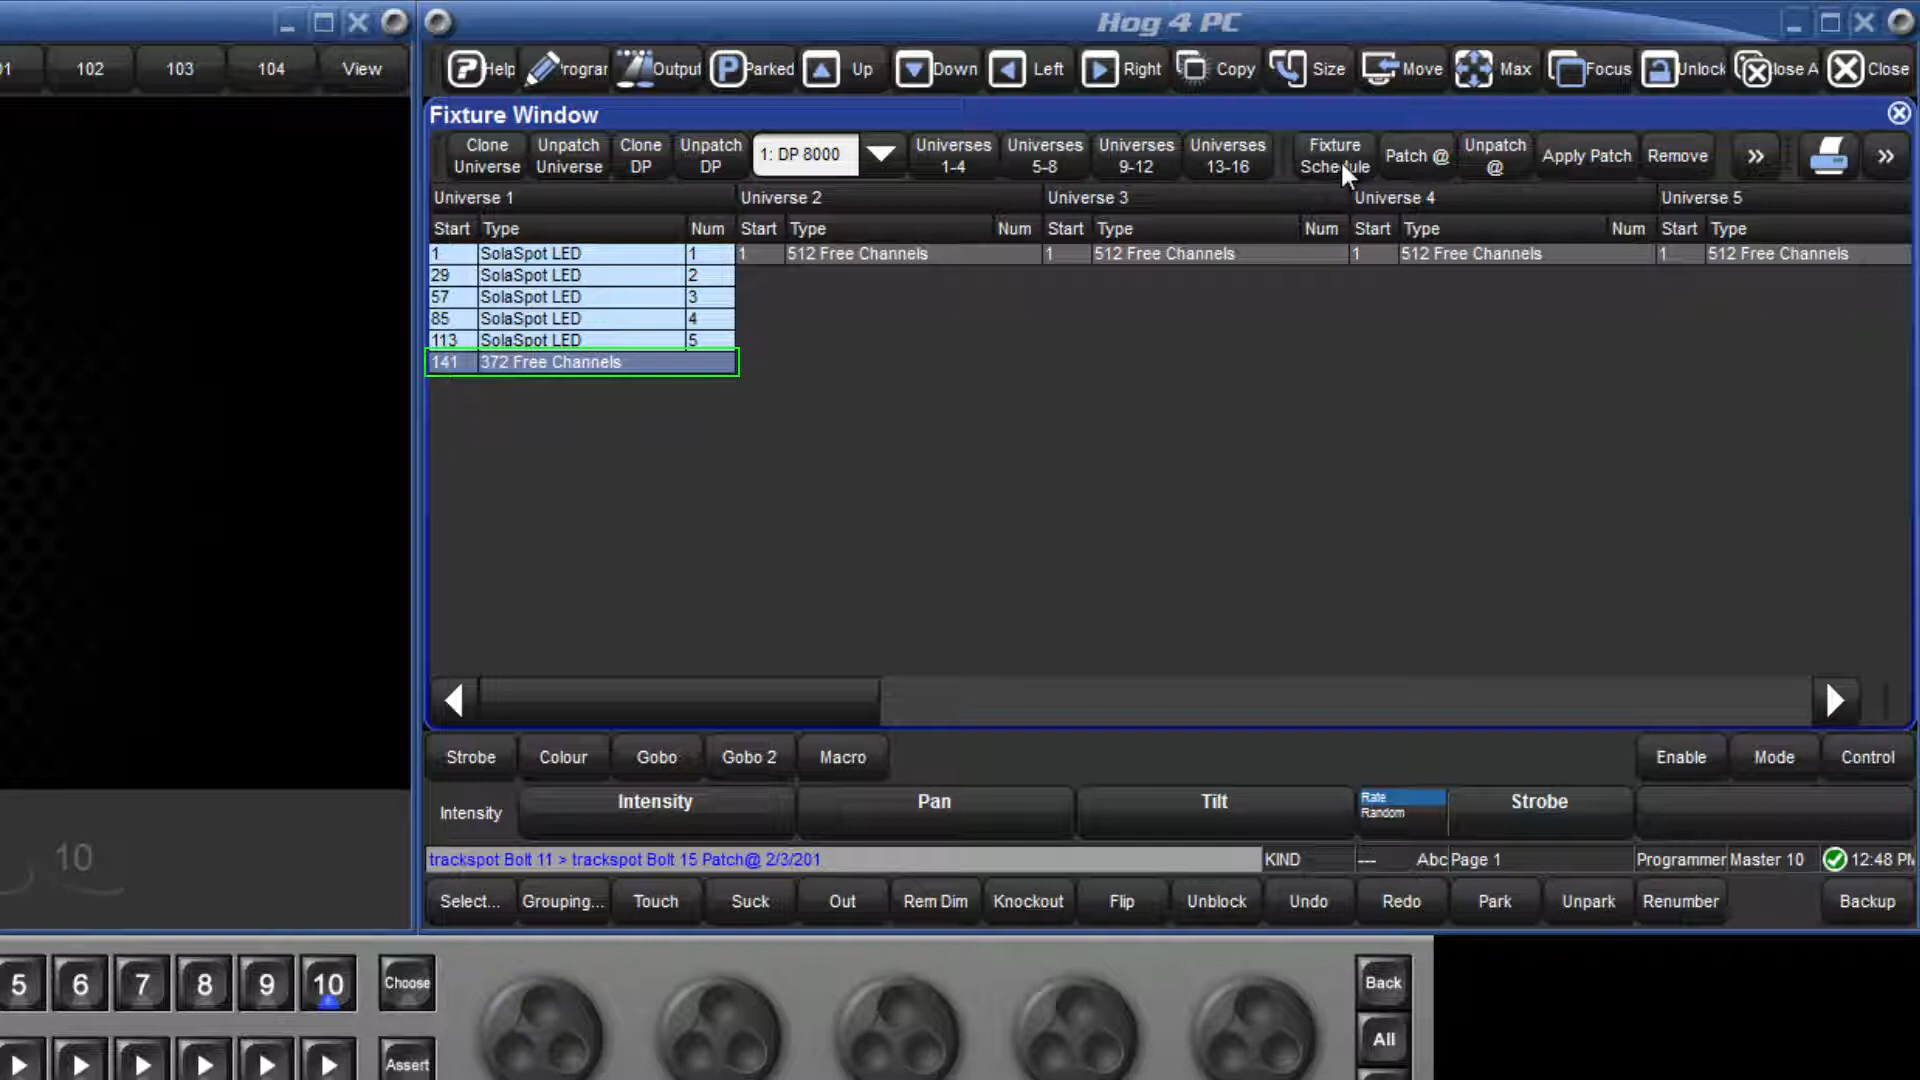 Hog 4 PC
01 102 103 104 View
Help Prograr Output Parked Up Down Left Right Copy Size Move Max Focus Unlock lose A Close
Fixture Window
Clone Universe Unpatch Universe Clone DP Unpatch DP 1: DP 8000 Universes 1-4 Universes 5-8 Universes 9-12 Universes 13-16 Fixture Schedule Patch @ Unpatch @ Apply Patch Remove » »
Universe 1 Universe 2 Universe 3 Universe 4 Universe 5
Start Type Num Start Type Num Start Type Num Start Type Num Start Type
1 SolaSpot LED 1 1 512 Free Channels 1 512 Free Channels 1 512 Free Channels 1 512 Free Channels
29 SolaSpot LED 2
57 SolaSpot LED 3
85 SolaSpot LED 4
113 SolaSpot LED 5
141 372 Free Channels
Strobe Colour Gobo Gobo 2 Macro Enable Mode Control
Intensity Intensity Pan Tilt Rate Random Strobe
trackspot Bolt 11 > trackspot Bolt 15 Patch@ 2/3/201 KIND --- Abc Page 1 Programmer Master 10 12:48 PM
Select... Grouping... Touch Suck Out Rem Dim Knockout Flip Unblock Undo Redo Park Unpark Renumber Backup
10
5 6 7 8 9 10 Choose Back
All
Assert